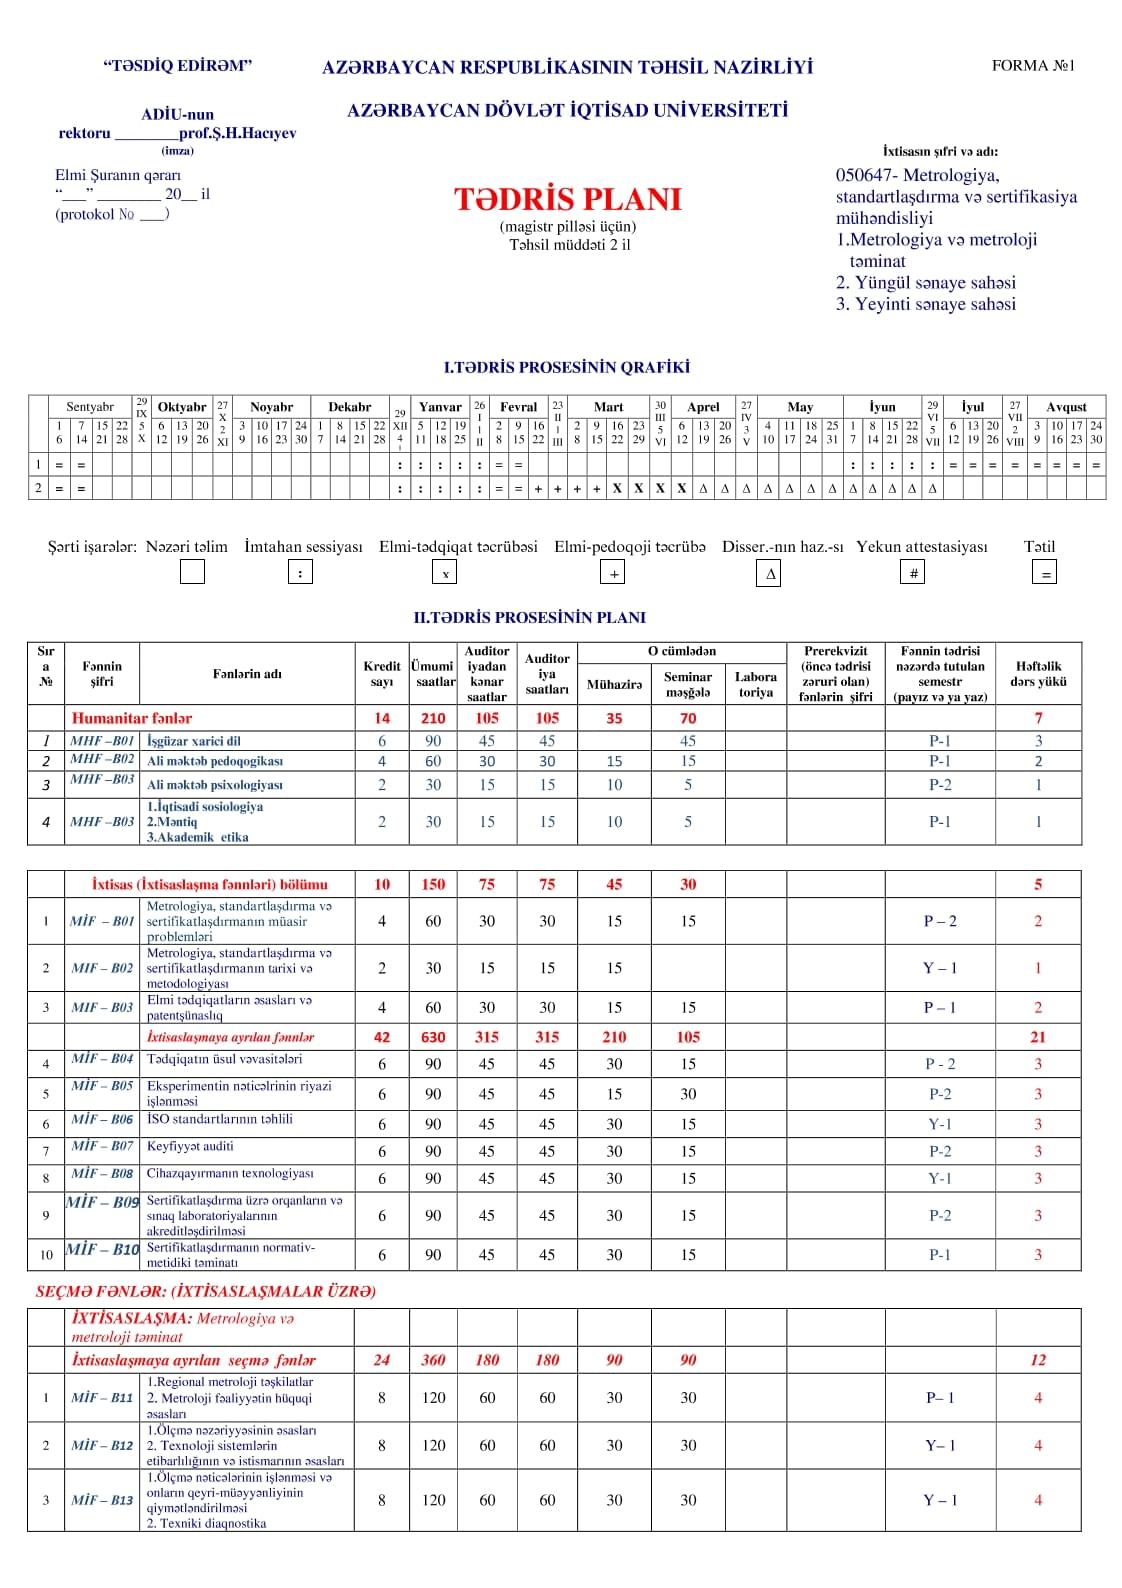 “TƏSDİQ EDİRƏM”
AZƏRBAYCAN RESPUBLİKASININ TƏHSİL NAZİRLİYİ
FORMA №1
AZƏRBAYCAN DÖVLƏT İQTİSAD UNİVERSİTETİ
ADİU-nun
rektoru ________prof.Ş.H.Hacıyev
(imza)
Elmi Şuranın qərarı
“___” ________ 20__ il
(protokol № ___)
TƏDRİS PLANI
(magistr pilləsi üçün)
Təhsil müddəti 2 il
İxtisasın şıfri və adı:
050647- Metrologiya,
standartlaşdırma və sertifikasiya
mühəndisliyi
1.Metrologiya və metroloji
təminat
2. Yüngül sənaye sahəsi
3. Yeyinti sənaye sahəsi
I.TƏDRİS PROSESİNİN QRAFİKİ
Sentyabr 29 IX 5 X Oktyabr 27 X 2 XI Noyabr Dekabr 29 XII 4 I Yanvar 26 I 1 II Fevral 23 II 1 III Mart 30 III 5 VI Aprel 27 IV 3 V May İyun 29 VI 5 VII İyul 27 VII 2 VIII Avqust
1 7 15 22 6 13 20 3 10 17 24 1 8 15 22 5 12 19 2 9 16 2 9 16 23 6 13 20 4 11 18 25 1 8 15 22 6 13 20 3 10 17 24
6 14 21 28 12 19 26 9 16 23 30 7 14 21 28 11 18 25 8 15 22 8 15 22 29 12 19 26 10 17 24 31 7 14 21 28 12 19 26 9 16 23 30
1 = = : : : : : = = : : : : : = = = = = = = =
2 = = : : : : : = = + + + + X X X X Δ Δ Δ Δ Δ Δ Δ Δ Δ Δ Δ Δ
Şərti işarələr: Nəzəri təlim İmtahan sessiyası Elmi-tədqiqat təcrübəsi Elmi-pedoqoji təcrübə Disser.-nın haz.-sı Yekun attestasiyası Tətil
: x + Δ # =
II.TƏDRİS PROSESİNİN PLANI
Sır a № Fənnin şifri Fənlərin adı Kredit sayı Ümumi saatlar Auditor iyadan kənar saatlar Auditor iya saatları O cümlədən Mühazirə Seminar məşğələ Labora toriya Prerekvizit (öncə tədrisi zəruri olan) fənlərin şifri Fənnin tədrisi nəzərdə tutulan semestr (payız və ya yaz) Həftəlik dərs yükü
Humanitar fənlər 14 210 105 105 35 70 7
1 MHF –B01 İşgüzar xarici dil 6 90 45 45 45 P-1 3
2 MHF –B02 Ali məktəb pedoqogikası 4 60 30 30 15 15 P-1 2
3 MHF –B03 Ali məktəb psixologiyası 2 30 15 15 10 5 P-2 1
1.İqtisadi sosiologiya
4 MHF –B03 2.Məntiq 2 30 15 15 10 5 P-1 1
3.Akademik etika
İxtisas (İxtisaslaşma fənnləri) bölümu 10 150 75 75 45 30 5
Metrologiya, standartlaşdırma və
1 MİF – B01 sertifikatlaşdırmanın müasir 4 60 30 30 15 15 P – 2 2
problemləri
Metrologiya, standartlaşdırma və
2 MIF – B02 sertifikatlaşdırmanın tarixi və 2 30 15 15 15 Y – 1 1
metodologiyası
3 MIF – B03 Elmi tədqiqatların əsasları və 4 60 30 30 15 15 P – 1 2
patentşünaslıq
İxtisaslaşmaya ayrılan fənnlər 42 630 315 315 210 105 21
4 MİF – B04 Tədqiqatın üsul vəvasitələri 6 90 45 45 30 15 P - 2 3
5 MİF – B05 Eksperimentin nəticəlrinin riyazi 6 90 45 45 15 30 P-2 3
işlənməsi
6 MİF – B06 İSO standartlarının təhlili 6 90 45 45 30 15 Y-1 3
7 MİF – B07 Keyfiyyət auditi 6 90 45 45 30 15 P-2 3
8 MİF – B08 Cihazqayırmanın texnologiyası 6 90 45 45 30 15 Y-1 3
MİF – B09 Sertifikatlaşdırma üzrə orqanların və
9 sınaq laboratoriyalarının 6 90 45 45 30 15 P-2 3
akreditləşdirilməsi
10 MİF – B10 Sertifikatlaşdırmanın normativ- 6 90 45 45 30 15 P-1 3
metidiki təminatı
SEÇMƏ FƏNLƏR: (İXTİSASLAŞMALAR ÜZRƏ)
İXTİSASLAŞMA: Metrologiya və
metroloji təminat
İxtisaslaşmaya ayrılan seçmə fənlər 24 360 180 180 90 90 12
1.Regional metroloji təşkilatlar
1 MİF – B11 2. Metroloji fəaliyyətin hüquqi 8 120 60 60 30 30 P– 1 4
əsasları
1.Ölçmə nəzəriyyəsinin əsasları
2 MİF – B12 2. Texnoloji sistemlərin 8 120 60 60 30 30 Y– 1 4
etibarlılığının və istismarının əsasları
1.Ölçmə nəticələrinin işlənməsi və
3 MİF – B13 onların qeyri-müəyyənliyinin 8 120 60 60 30 30 Y – 1 4
qiymətləndirilməsi
2. Texniki diaqnostika